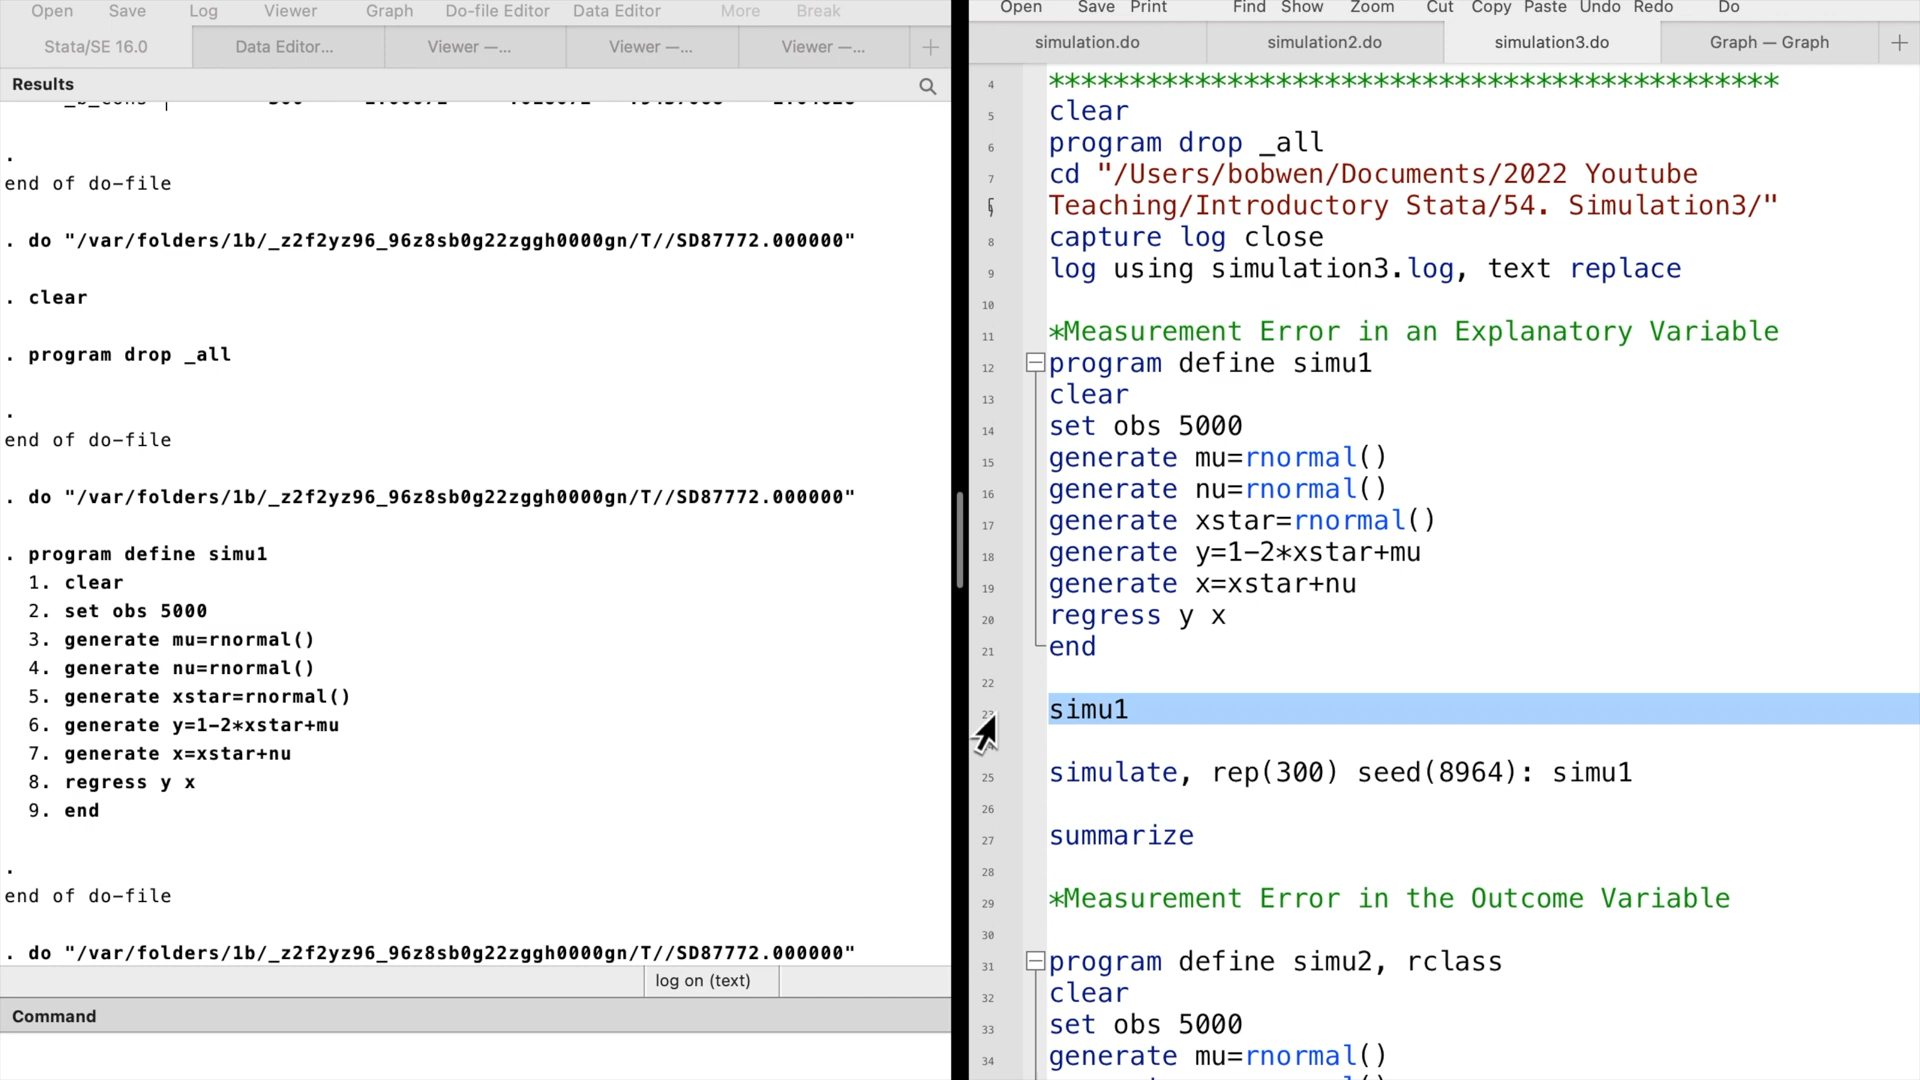 Open Save Log Viewer Graph Do-file Editor Data Editor More Break
Stata/SE 16.0 Data Editor... Viewer —... Viewer —... Viewer —...
Results
.
end of do-file
. do "/var/folders/1b/_z2f2yz96_96z8sb0g22zggh0000gn/T//SD87772.000000"
. clear
. program drop _all
.
end of do-file
. do "/var/folders/1b/_z2f2yz96_96z8sb0g22zggh0000gn/T//SD87772.000000"
. program define simu1
1. clear
2. set obs 5000
3. generate mu=rnormal()
4. generate nu=rnormal()
5. generate xstar=rnormal()
6. generate y=1-2*xstar+mu
7. generate x=xstar+nu
8. regress y x
9. end
.
end of do-file
. do "/var/folders/1b/_z2f2yz96_96z8sb0g22zggh0000gn/T//SD87772.000000"
log on (text)
Command
Open Save Print Find Show Zoom Cut Copy Paste Undo Redo Do
simulation.do simulation2.do simulation3.do Graph — Graph
4 *********************************************
5 clear
6 program drop _all
7 cd "/Users/bobwen/Documents/2022 Youtube
Teaching/Introductory Stata/54. Simulation3/"
8 capture log close
9 log using simulation3.log, text replace
10
11 *Measurement Error in an Explanatory Variable
12 program define simu1
13 clear
14 set obs 5000
15 generate mu=rnormal()
16 generate nu=rnormal()
17 generate xstar=rnormal()
18 generate y=1-2*xstar+mu
19 generate x=xstar+nu
20 regress y x
21 end
22
23 simu1
25 simulate, rep(300) seed(8964): simu1
26
27 summarize
28
29 *Measurement Error in the Outcome Variable
30
31 program define simu2, rclass
32 clear
33 set obs 5000
34 generate mu=rnormal()